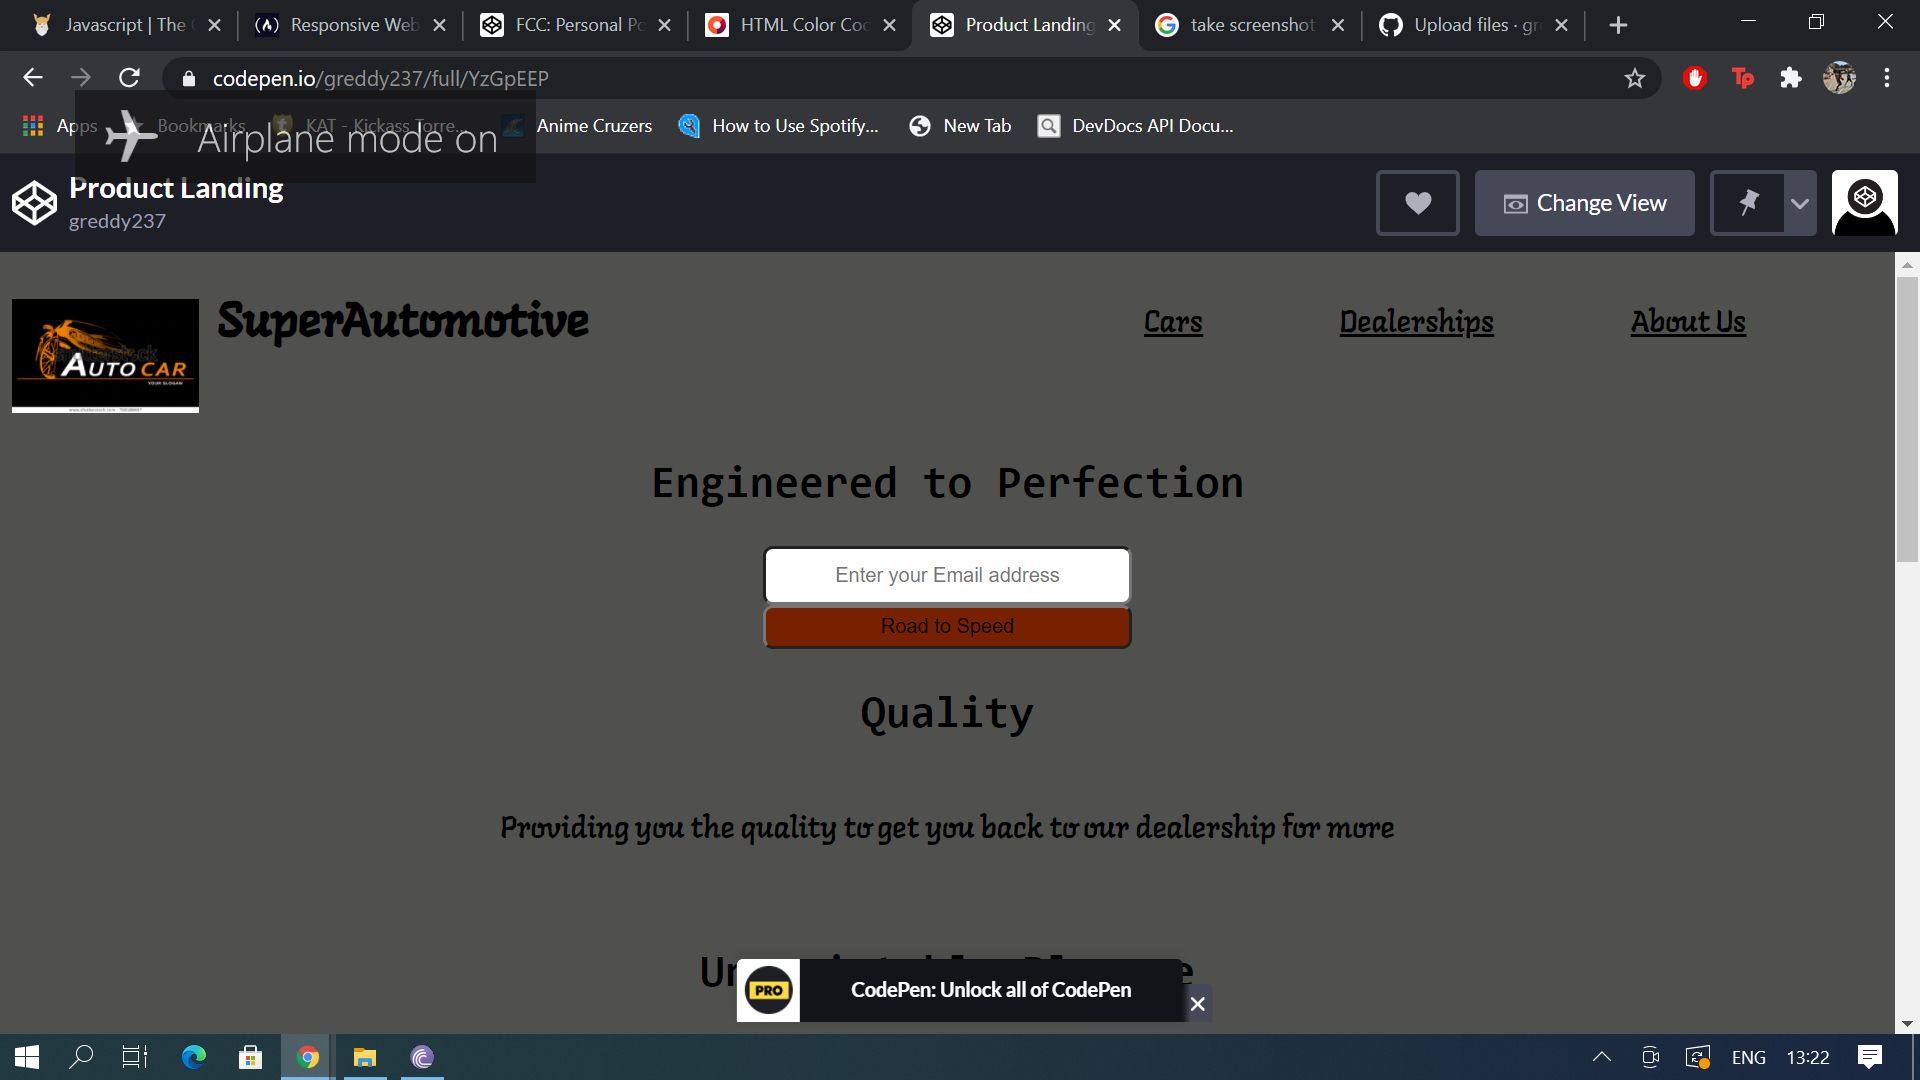 Javascript | The
Responsive Web
FCC: Personal Po
HTML Color Cod
Product Landing
take screenshot
Upload files · gr
codepen.io/greddy237/full/YzGpEEP
Apps
Bookmarks
KAT - Kickass Torre...
Anime Cruzers
How to Use Spotify...
New Tab
DevDocs API Docu...
Airplane mode on
Product Landing
greddy237
Change View
AUTO CAR
YOUR SLOGAN
SuperAutomotive
Cars
Dealerships
About Us
Engineered to Perfection
Enter your Email address
Road to Speed
Quality
Providing you the quality to get you back to our dealership for more
PRO
CodePen: Unlock all of CodePen
ENG
13:22